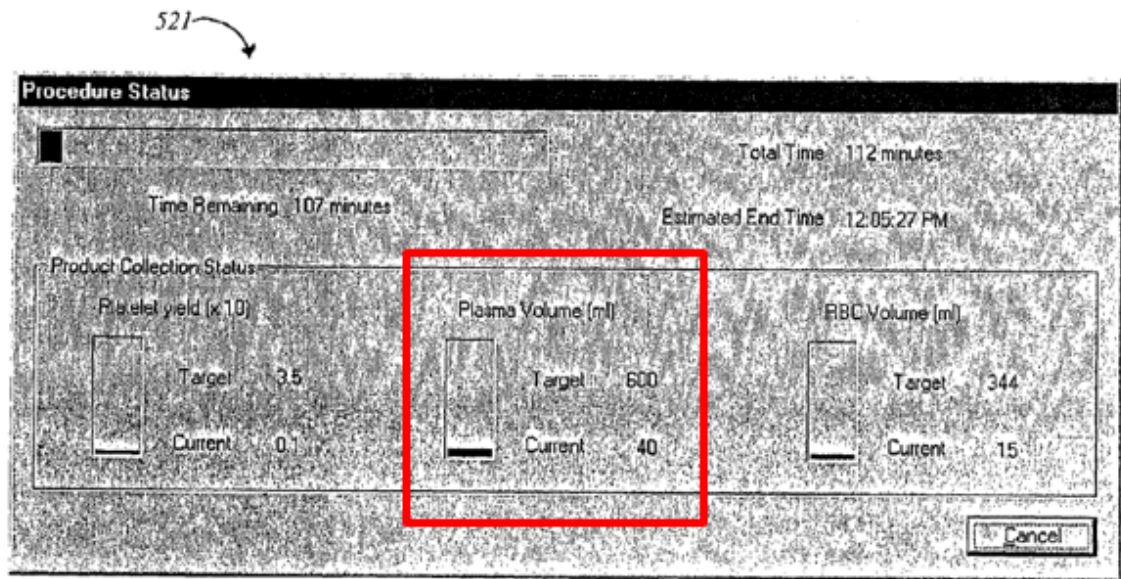 521
Procedure Status
Total Time 112 minutes
Time Remaining 107 minutes
Estimated End Time 12:05:27 PM
Product Collection Status
Platelet yield (x 10)
Plasma Volume (ml)
RBC Volume (ml)
Target 3.5
Target 600
Target 344
Current 0.1
Current 40
Current 15
Cancel